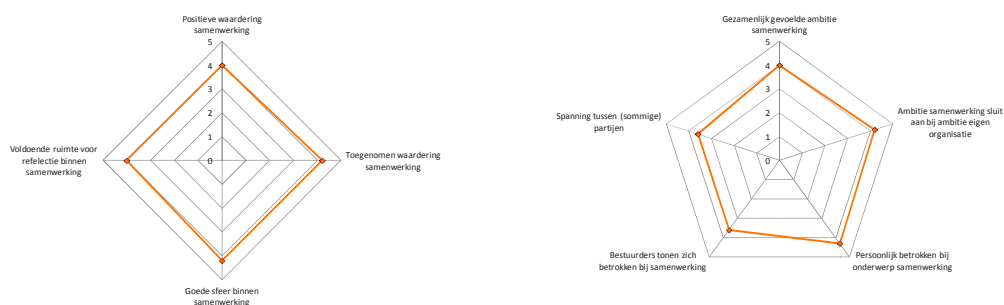 Positieve waardering
samenwerking
5
4
3
2
1
0
Voldoende ruimte voor
refelectie binnen
samenwerking
Toegenomen waardering
samenwerking
Goede sfeer binnen
samenwerking
Gezamenlijk gevoelde ambitie
samenwerking
5
4
3
2
1
0
Spanning tussen (sommige)
partijen
Ambitie samenwerking sluit
aan bij ambitie eigen
organisatie
Bestuurders tonen zich
betrokken bij samenwerking
Persoonlijk betrokken bij
onderwerp samenwerking